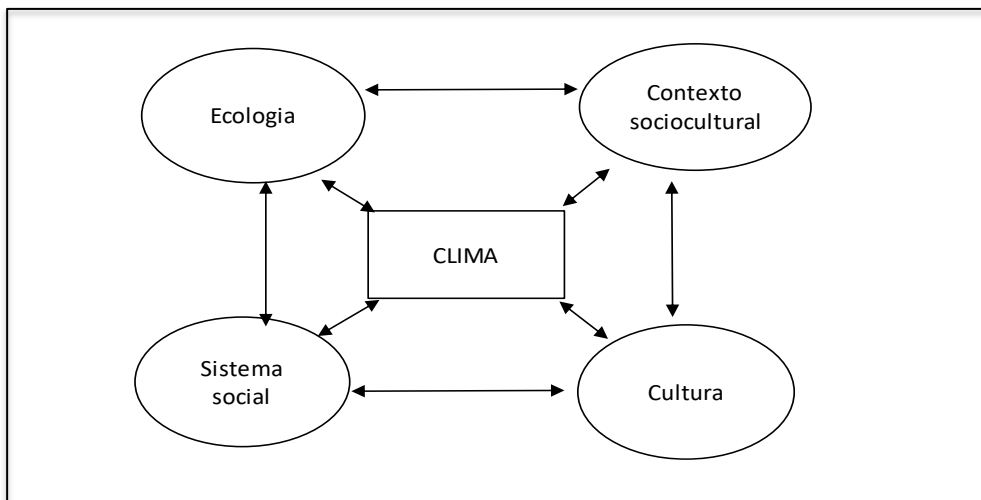 Ecologia
Contexto
sociocultural
CLIMA
Sistema
social
Cultura